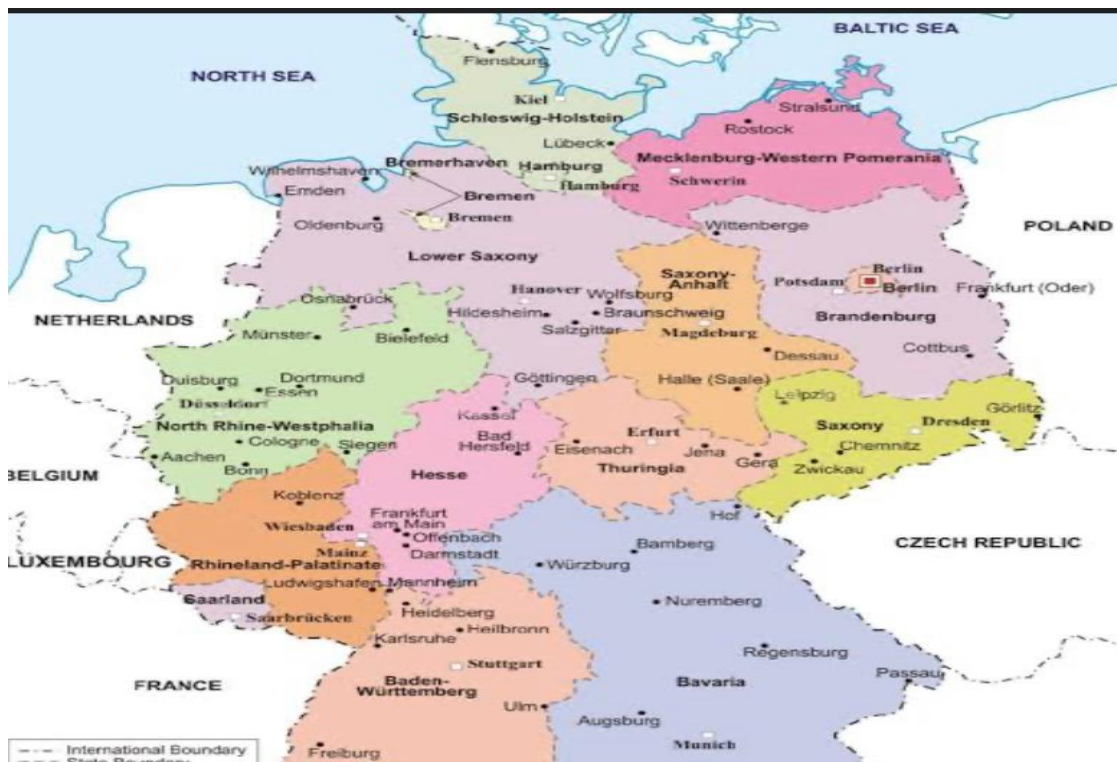 BALTIC SEA
NORTH SEA
Flensburg
Kiel
Schleswig-Holstein
Stralsund
Rostock
Lübeck
Mecklenburg-Western Pomerania
Bremerhaven
Hamburg
Wilhelmshaven
Hamburg
Schwerin
Emden
Bremen
Oldenburg
Bremen
Wittenberge
POLAND
Lower Saxony
Saxony-
Anhalt
Berlin
Potsdam
Berlin
Frankfurt (Oder)
Osnabrück
Hanover
Wolfsburg
Hildesheim
Braunschweig
Brandenburg
NETHERLANDS
Salzgitter
Magdeburg
Münster
Bielefeld
Dessau
Cottbus
Duisburg
Dortmund
Essen
Göttingen
Halle (Saale)
Düsseldorf
Leipzig
Kassel
Görlitz
North Rhine-Westphalia
Erfurt
Saxony
Dresden
Cologne
Siegen
Bad
Hersfeld
Eisenach
Jena
Chemnitz
Aachen
Bonn
Thuringia
Gera
Zwickau
BELGIUM
Hesse
Koblenz
Frankfurt
am Main
Hof
Wiesbaden
Offenbach
CZECH REPUBLIC
Mainz
Darmstadt
Bamberg
LUXEMBOURG
Rhineland-Palatinate
Würzburg
Ludwigshafen
Mannheim
Saarland
Nuremberg
Saarbrücken
Heidelberg
Heilbronn
Karlsruhe
Regensburg
Stuttgart
Passau
FRANCE
Baden-
Württemberg
Bavaria
Ulm
Augsburg
Munich
International Boundary
State Boundary
Freiburg